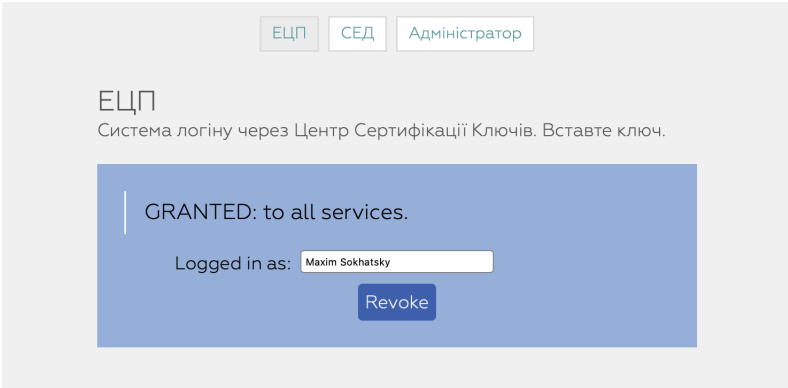 ЕЦП СЕД Адміністратор
ЕЦП
Система логіну через Центр Сертифікації Ключів. Вставте ключ.
GRANTED: to all services.
Logged in as: Maxim Sokhatsky
Revoke